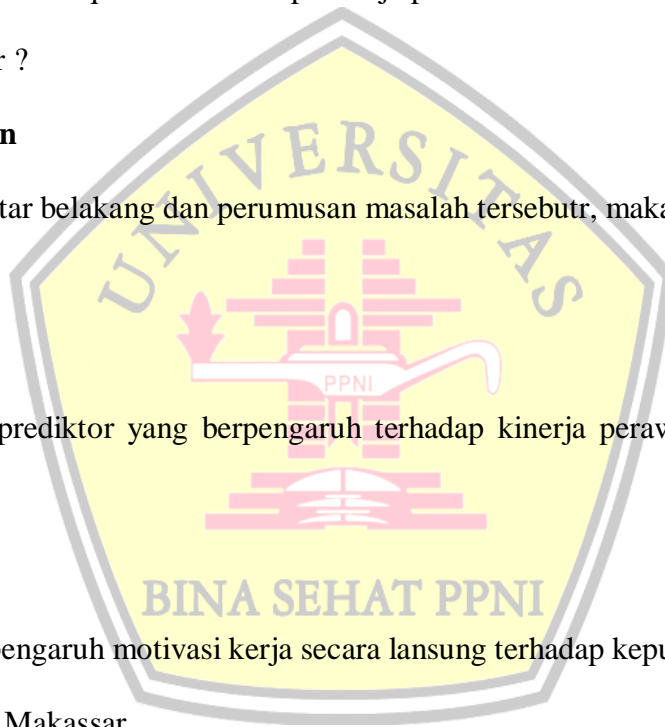 r ?
n
tar belakang dan perumusan masalah tersebutr, maka
UNIVERSITAS
PPNI
prediktor yang berpengaruh terhadap kinerja peraw
BINA SEHAT PPNI
pengaruh motivasi kerja secara lansung terhadap kepu
Makassar